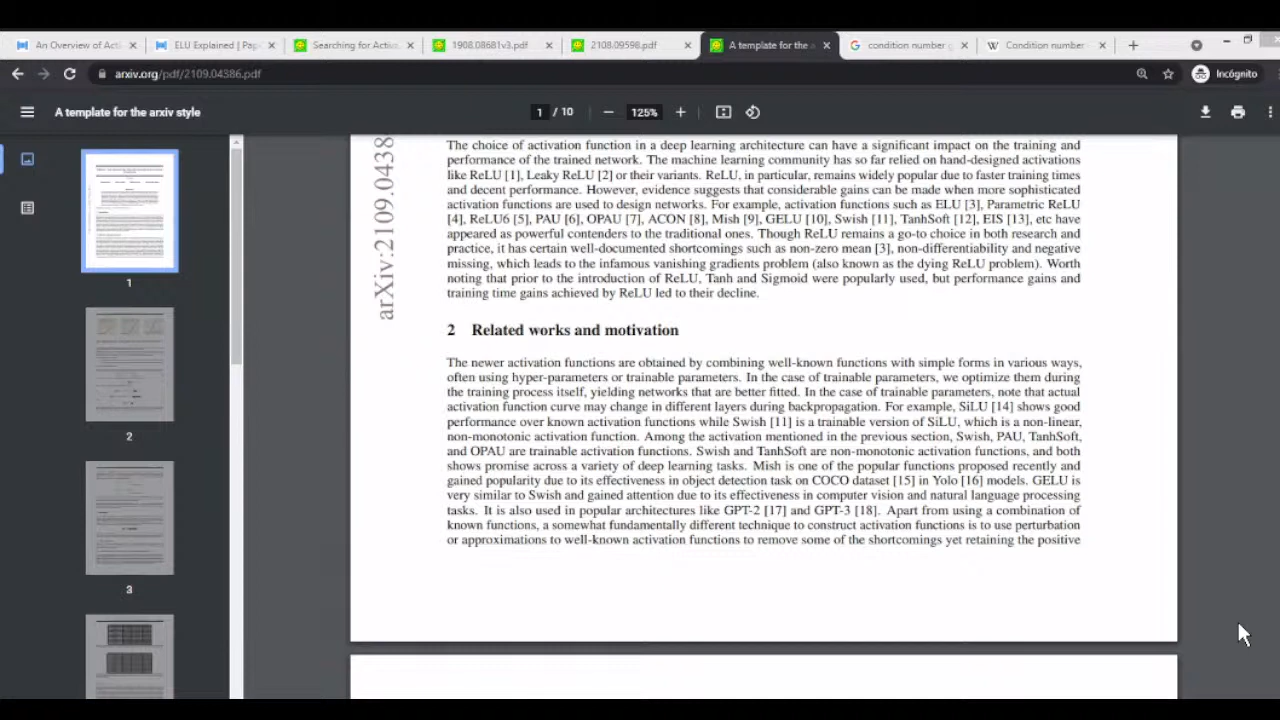 An Overview of Acti
ELU Explained | Pap
Searching for Activa
1908.08681v3.pdf
2108.09598.pdf
A template for the a
condition number g
Condition number
arxiv.org/pdf/2109.04386.pdf
Incógnito
A template for the arxiv style
1 / 10
125%
1
2
3
arXiv:2109.0438
The choice of activation function in a deep learning architecture can have a significant impact on the training and
performance of the trained network. The machine learning community has so far relied on hand-designed activations
like ReLU [1], Leaky ReLU [2] or their variants. ReLU, in particular, remains widely popular due to faster training times
and decent performance. However, evidence suggests that considerable gains can be made when more sophisticated
activation functions are used to design networks. For example, activation functions such as ELU [3], Parametric ReLU
[4], ReLU6 [5], PAU [6], OPAU [7], ACON [8], Mish [9], GELU [10], Swish [11], TanhSoft [12], EIS [13], etc have
appeared as powerful contenders to the traditional ones. Though ReLU remains a go-to choice in both research and
practice, it has certain well-documented shortcomings such as non-zero mean [3], non-differentiability and negative
missing, which leads to the infamous vanishing gradients problem (also known as the dying ReLU problem). Worth
noting that prior to the introduction of ReLU, Tanh and Sigmoid were popularly used, but performance gains and
training time gains achieved by ReLU led to their decline.
2 Related works and motivation
The newer activation functions are obtained by combining well-known functions with simple forms in various ways,
often using hyper-parameters or trainable parameters. In the case of trainable parameters, we optimize them during
the training process itself, yielding networks that are better fitted. In the case of trainable parameters, note that actual
activation function curve may change in different layers during backpropagation. For example, SiLU [14] shows good
performance over known activation functions while Swish [11] is a trainable version of SiLU, which is a non-linear,
non-monotonic activation function. Among the activation mentioned in the previous section, Swish, PAU, TanhSoft,
and OPAU are trainable activation functions. Swish and TanhSoft are non-monotonic activation functions, and both
shows promise across a variety of deep learning tasks. Mish is one of the popular functions proposed recently and
gained popularity due to its effectiveness in object detection task on COCO dataset [15] in Yolo [16] models. GELU is
very similar to Swish and gained attention due to its effectiveness in computer vision and natural language processing
tasks. It is also used in popular architectures like GPT-2 [17] and GPT-3 [18]. Apart from using a combination of
known functions, a somewhat fundamentally different technique to construct activation functions is to use perturbation
or approximations to well-known activation functions to remove some of the shortcomings yet retaining the positive